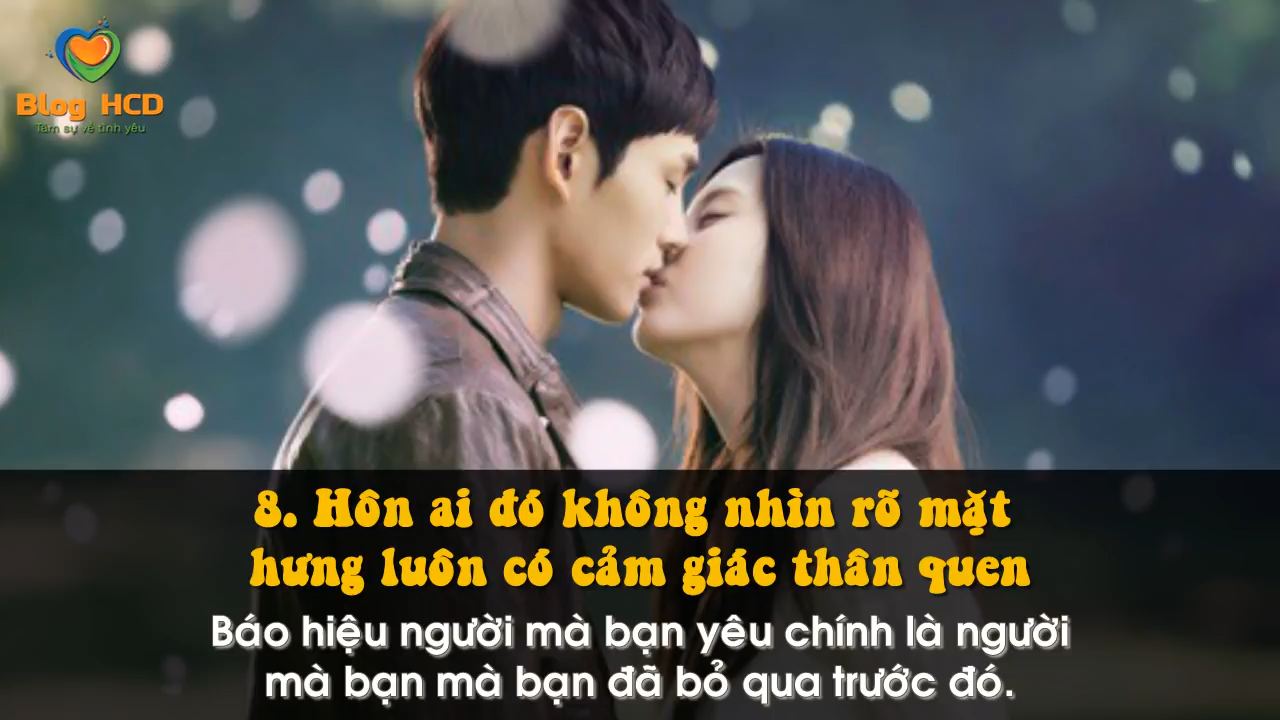 Blog HCD
Tâm sự về tình yêu
8. Hôn ai đó không nhìn rõ mặt
hưng luôn có cảm giác thân quen
Báo hiệu người mà bạn yêu chính là người
mà bạn mà bạn đã bỏ qua trước đó.